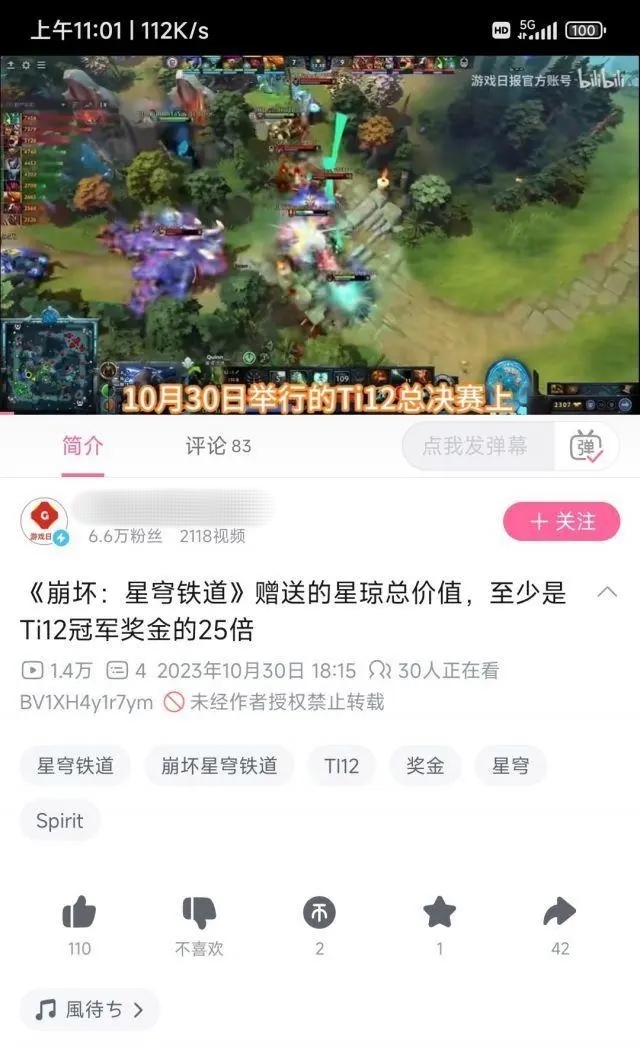 上午11:01 | 112K/s
HD 5G 100
游戏日报官方账号 bilibili
Quinn
109
2307
10月30日举行的Ti12总决赛上
简介 评论 83 点我发弹幕 弹
G
游戏日
6.6万粉丝 2118视频
+ 关注
《崩坏：星穹铁道》赠送的星琼总价值，至少是
Ti12冠军奖金的25倍
1.4万 4 2023年10月30日 18:15 30人正在看
BV1XH4y1r7ym 未经作者授权禁止转载
星穹铁道 崩坏星穹铁道 TI12 奖金 星穹
Spirit
110 不喜欢 2 1 42
風待ち